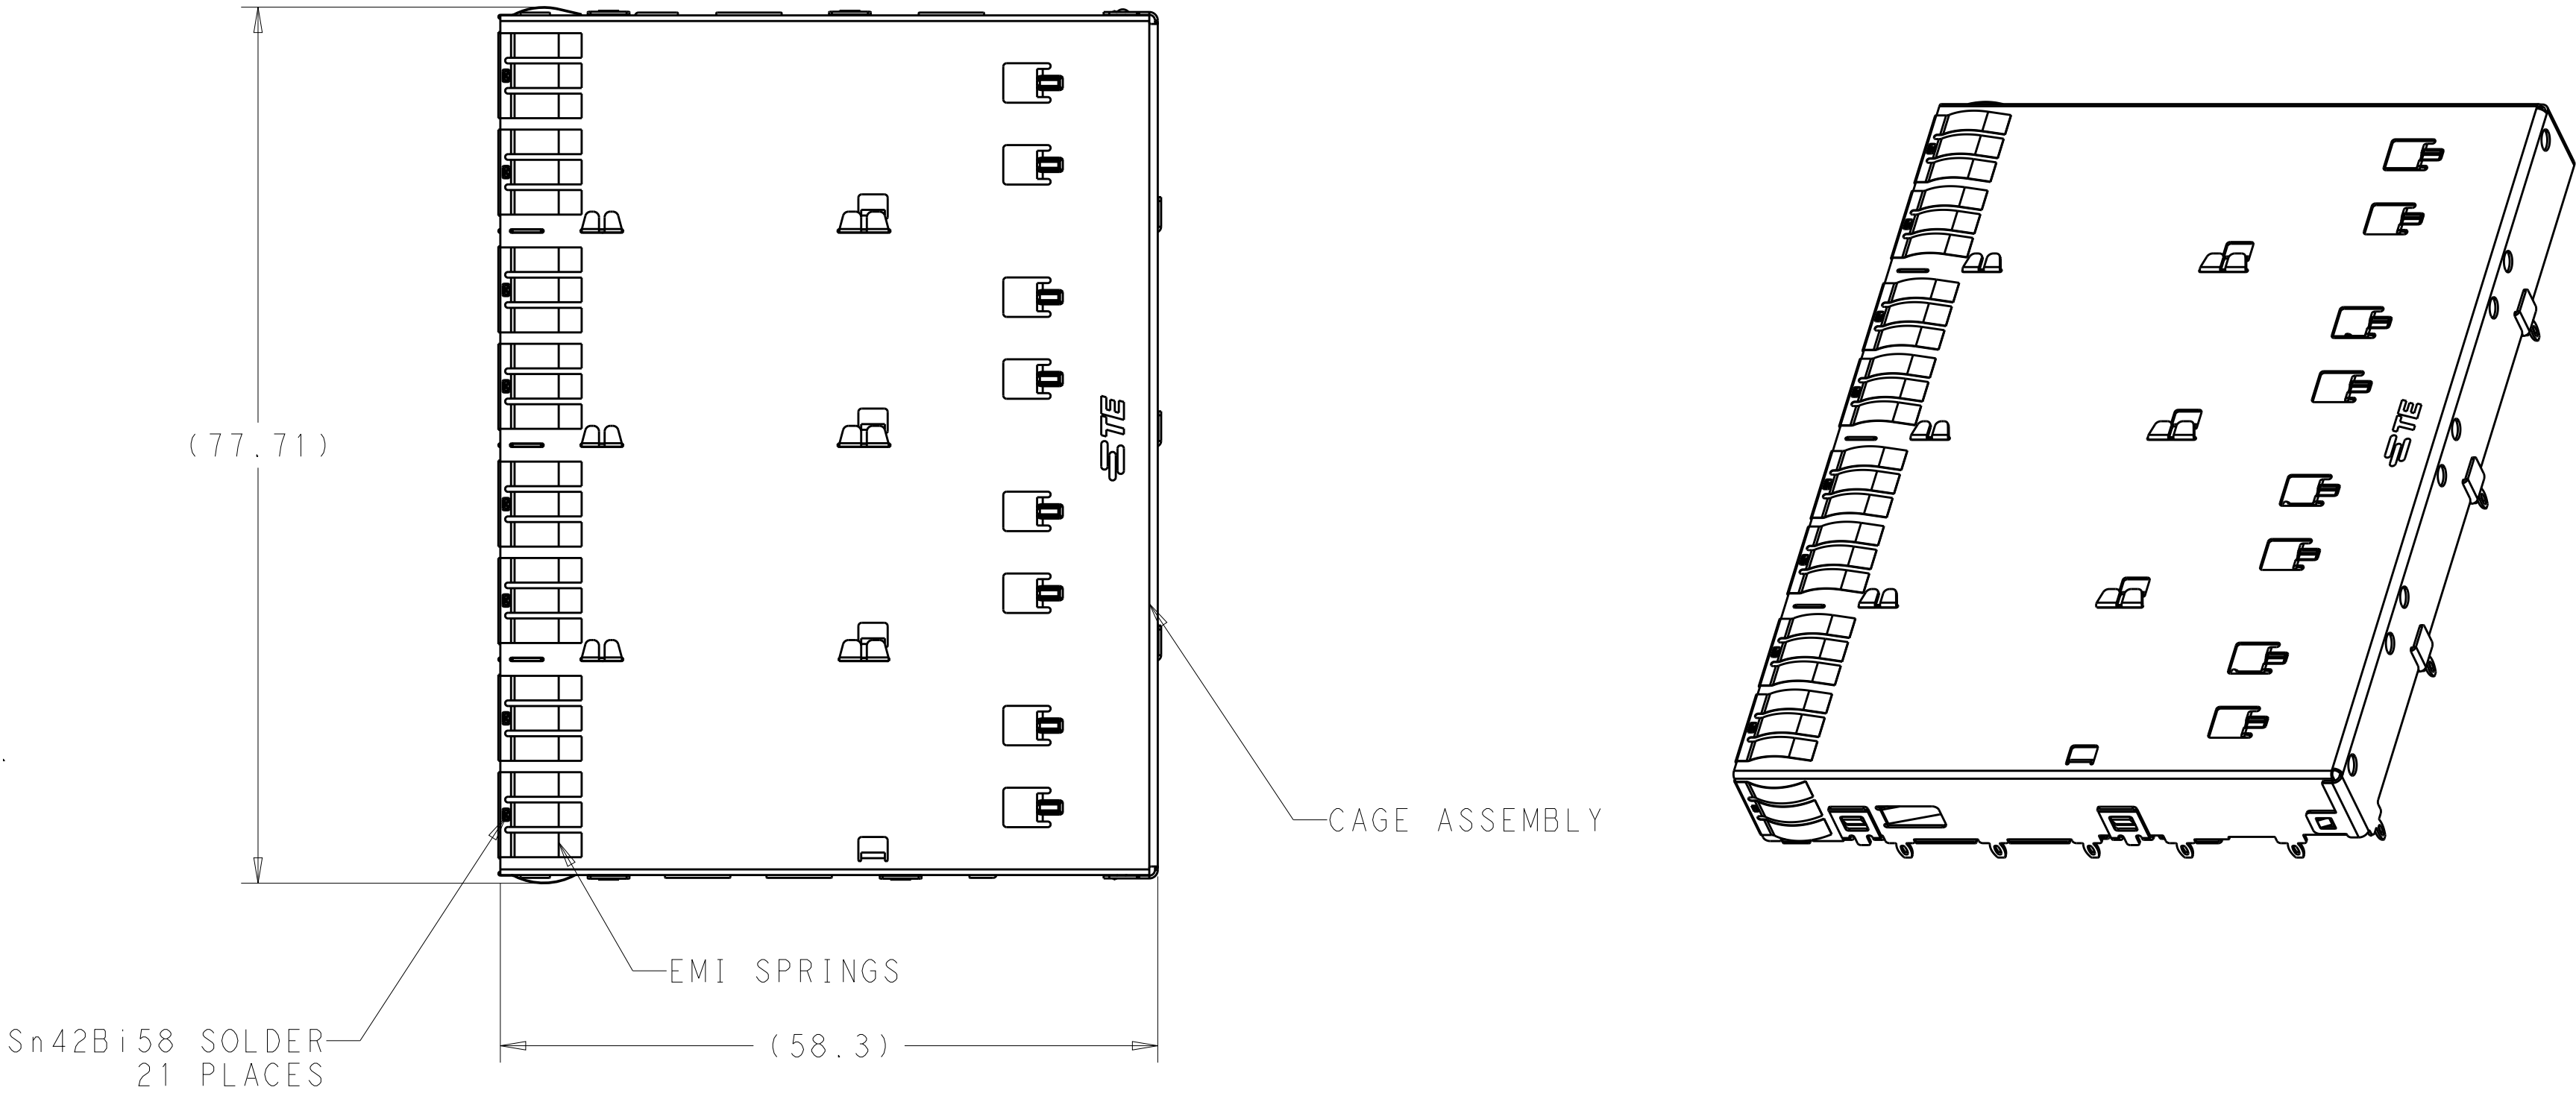 (77.71)
TE
CAGE ASSEMBLY
EMI SPRINGS
Sn42Bi58 SOLDER
21 PLACES
(58.3)
TE